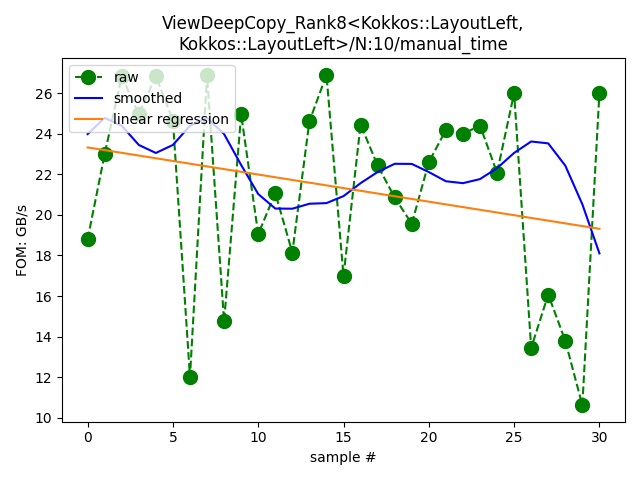 ViewDeepCopy_Rank8<Kokkos::LayoutLeft,
Kokkos::LayoutLeft>/N:10/manual_time
raw
smoothed
linear regression
FOM: GB/s
26
24
22
20
18
16
14
12
10
0
5
10
15
20
25
30
sample #